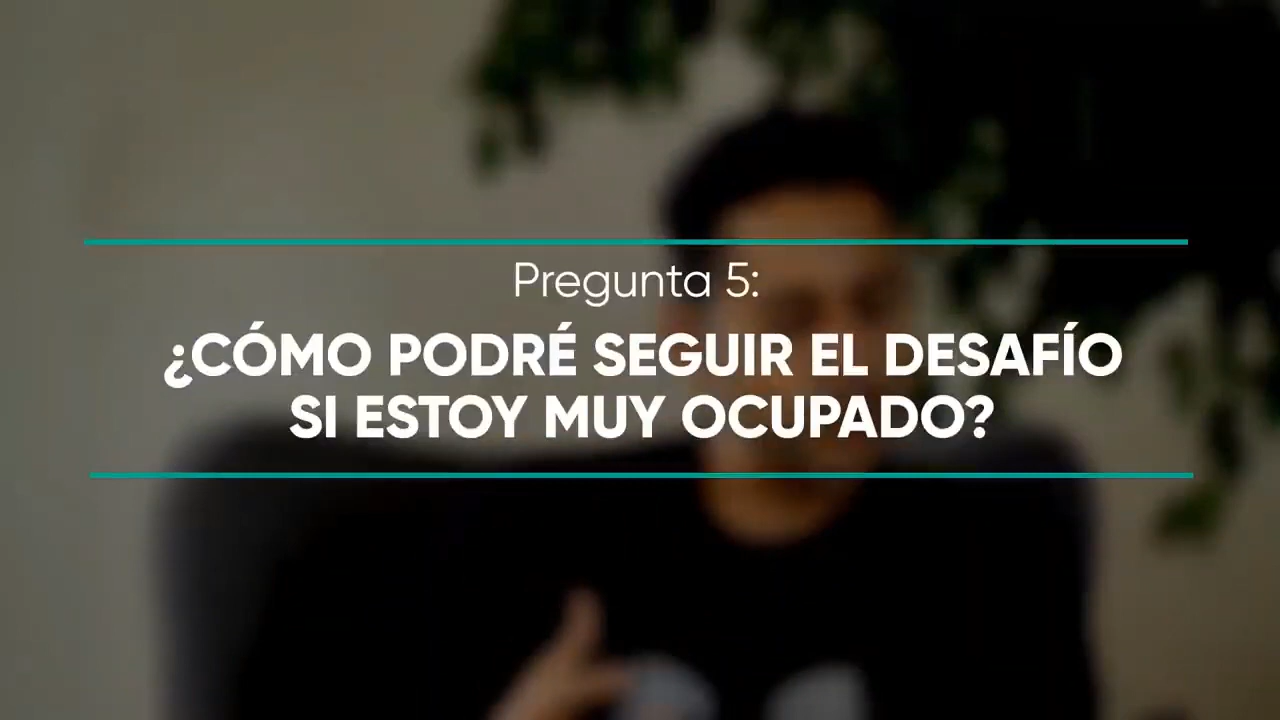 Pregunta 5:
¿CÓMO PODRÉ SEGUIR EL DESAFÍO
SI ESTOY MUY OCUPADO?